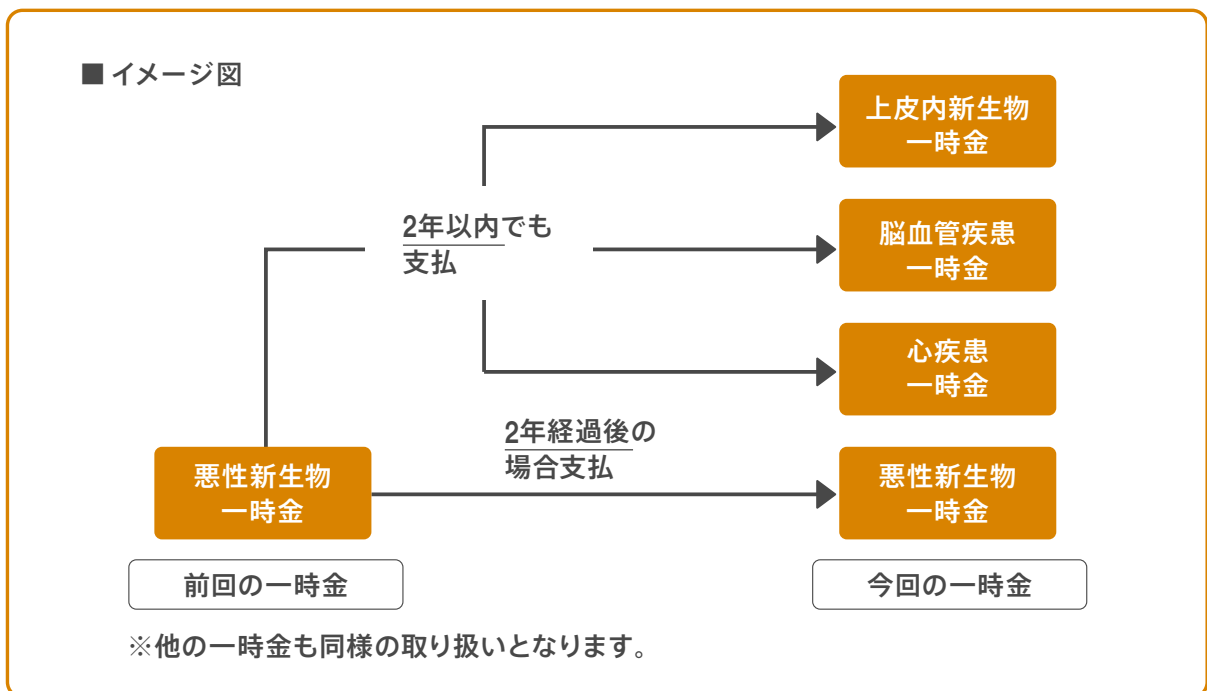 ■ イメージ図
上皮内新生物
一時金
2年以内でも
支払
脳血管疾患
一時金
心疾患
一時金
2年経過後の
場合支払
悪性新生物
一時金
悪性新生物
一時金
前回の一時金
今回の一時金
※他の一時金も同様の取り扱いとなります。